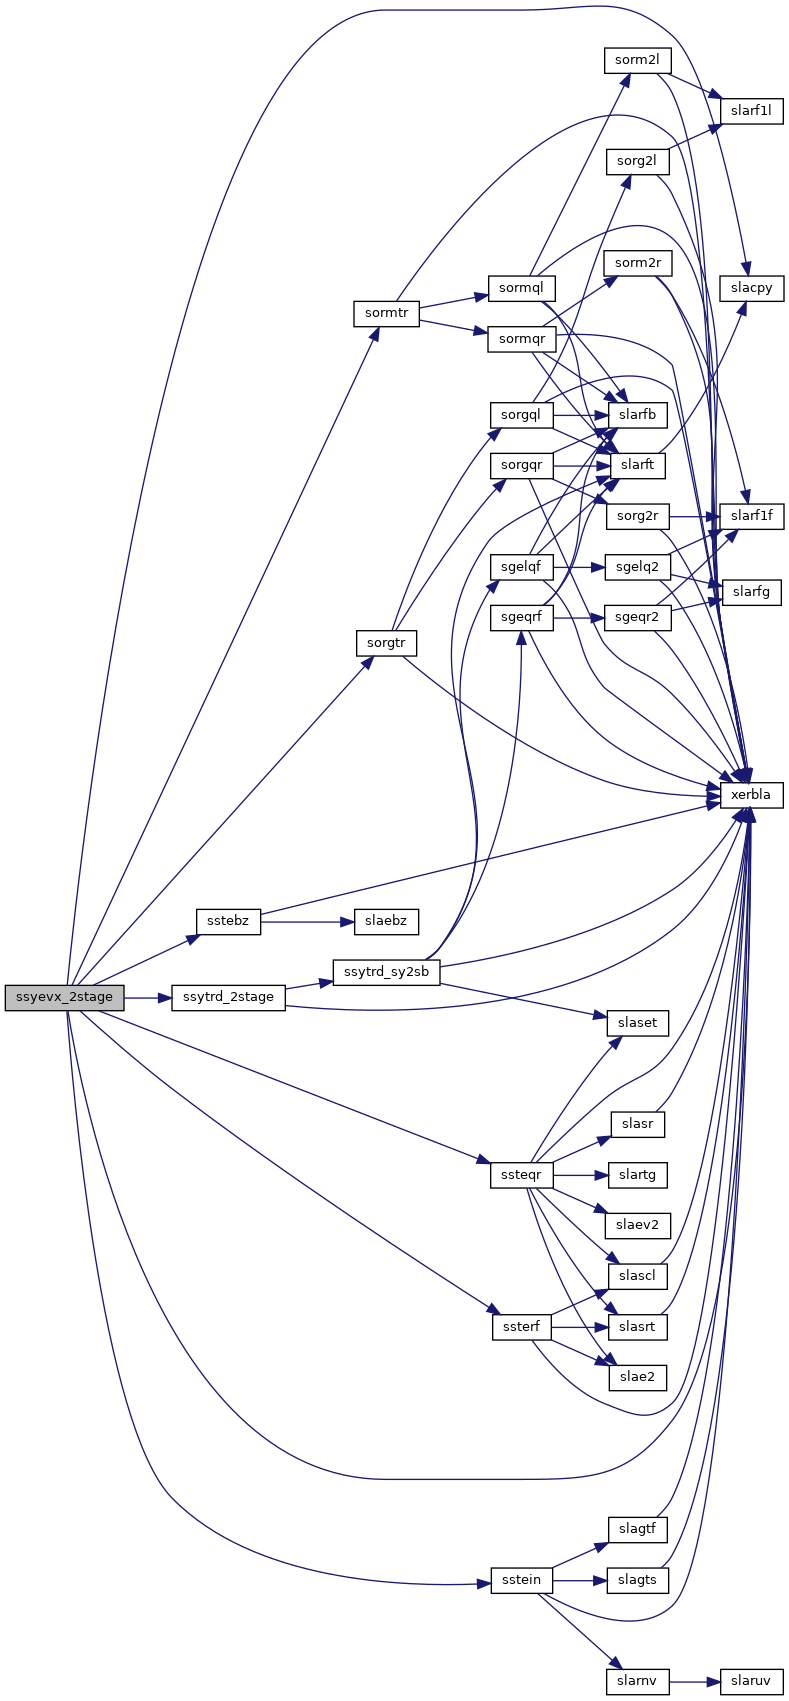 sorm2l
slarf1l
sorg2l
sorm2r
slacpy
sormql
sormtr
sormqr
sorgql
slarfb
sorgqr
slarft
sorg2r
slarf1f
sgelqf
sgelq2
slarfg
sgeqrf
sgeqr2
sorgtr
xerbla
sstebz
slaebz
ssytrd_sy2sb
ssyevx_2stage
ssytrd_2stage
slaset
slasr
ssteqr
slartg
slaev2
slascl
ssterf
slasrt
slae2
slagtf
sstein
slagts
slarnv
slaruv